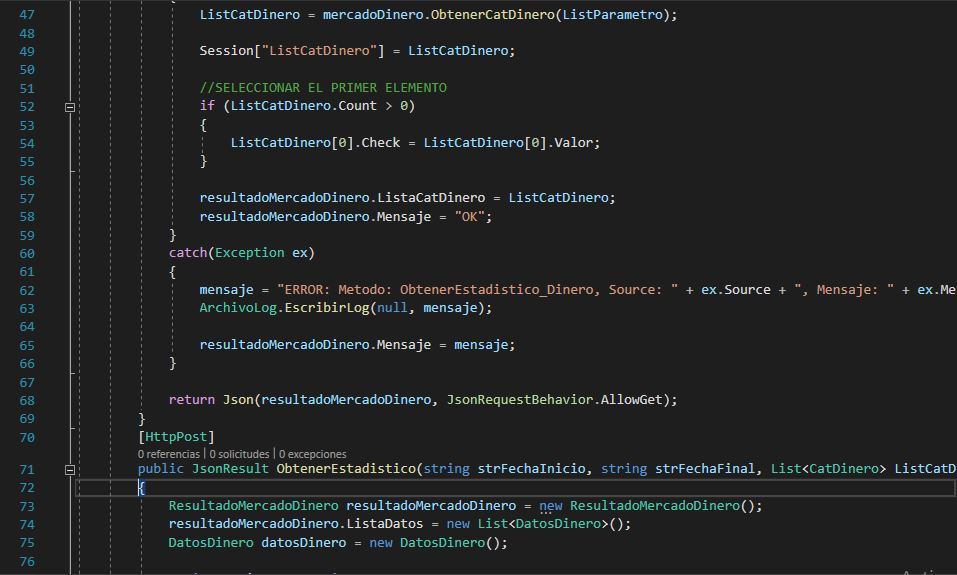 47 ListCatDinero = mercadoDinero.ObtenerCatDinero(ListParametro);
48
49 Session["ListCatDinero"] = ListCatDinero;
50
51 //SELECCIONAR EL PRIMER ELEMENTO
52 if (ListCatDinero.Count > 0)
53 {
54 ListCatDinero[0].Check = ListCatDinero[0].Valor;
55 }
56
57 resultadoMercadoDinero.ListaCatDinero = ListCatDinero;
58 resultadoMercadoDinero.Mensaje = "OK";
59 }
60 catch(Exception ex)
61 {
62 mensaje = "ERROR: Metodo: ObtenerEstadistico_Dinero, Source: " + ex.Source + ", Mensaje: " + ex.Me
63 ArchivoLog.EscribirLog(null, mensaje);
64
65 resultadoMercadoDinero.Mensaje = mensaje;
66 }
67
68 return Json(resultadoMercadoDinero, JsonRequestBehavior.AllowGet);
69 }
70 [HttpPost]
0 referencias | 0 solicitudes | 0 excepciones
71 public JsonResult ObtenerEstadistico(string strFechaInicio, string strFechaFinal, List<CatDinero> ListCatD
72 {
73 ResultadoMercadoDinero resultadoMercadoDinero = new ResultadoMercadoDinero();
74 resultadoMercadoDinero.ListaDatos = new List<DatosDinero>();
75 DatosDinero datosDinero = new DatosDinero();
76